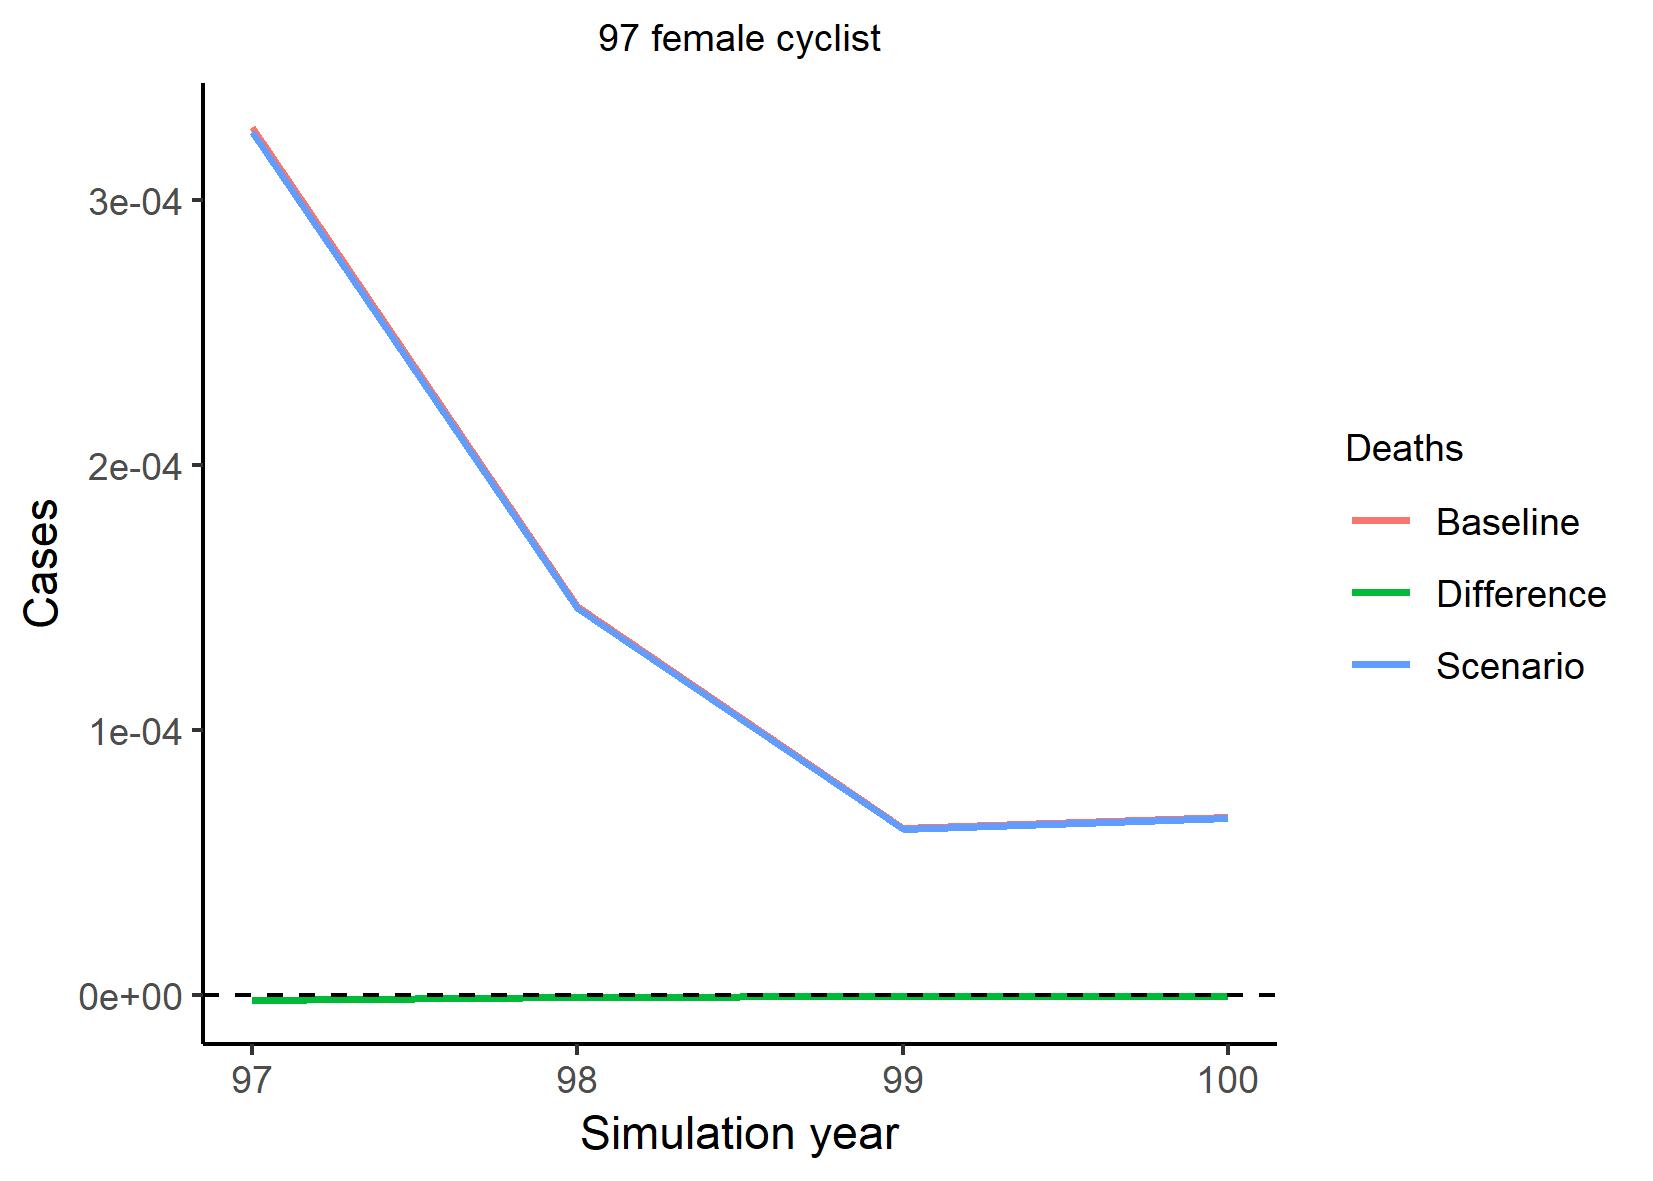 97 female cyclist
Cases
3e-04
2e-04
1e-04
0e+00
97 98 99 100
Simulation year
Deaths
Baseline
Difference
Scenario